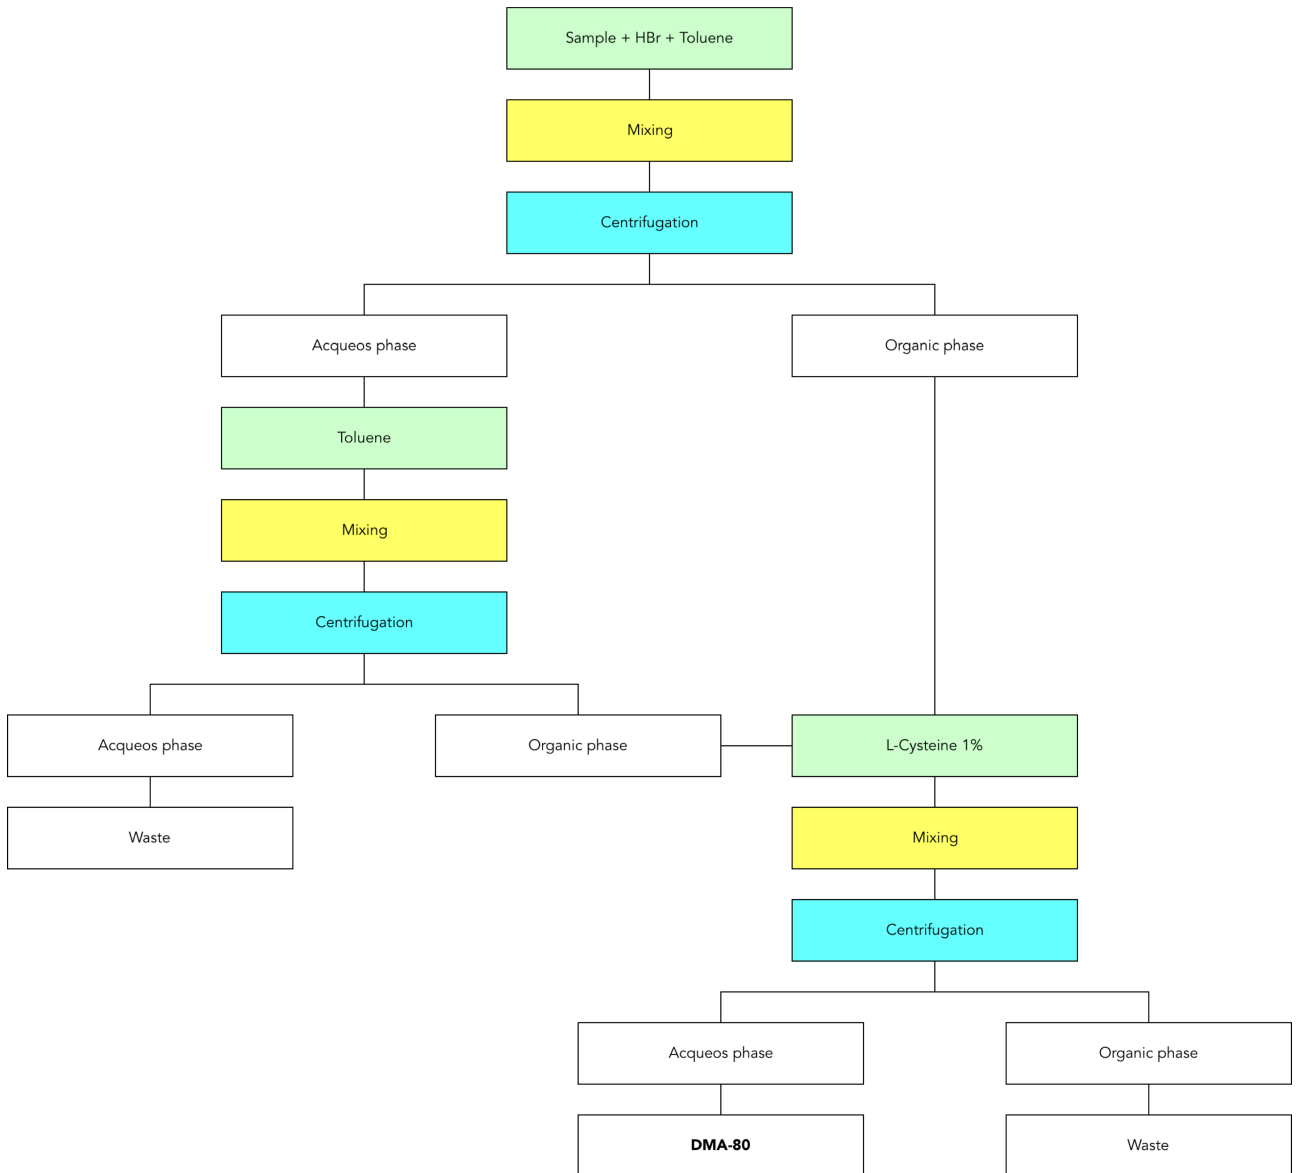 Sample + HBr + Toluene
Mixing
Centrifugation
Acqueos phase
Organic phase
Toluene
Mixing
Centrifugation
Acqueos phase
Organic phase
L-Cysteine 1%
Waste
Mixing
Centrifugation
Acqueos phase
Organic phase
DMA-80
Waste